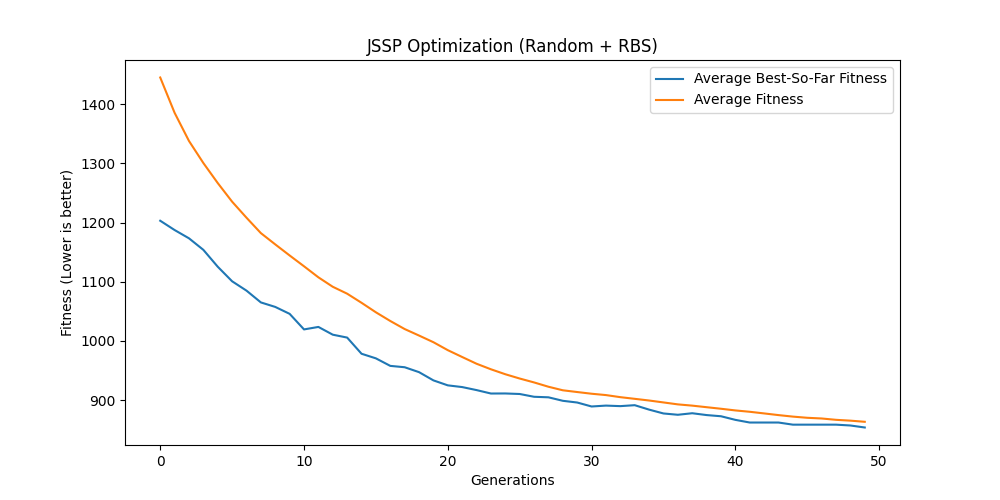 JSSP Optimization (Random + RBS)
Average Best-So-Far Fitness
Average Fitness
Fitness (Lower is better)
1400
1300
1200
1100
1000
900
0 10 20 30 40 50
Generations